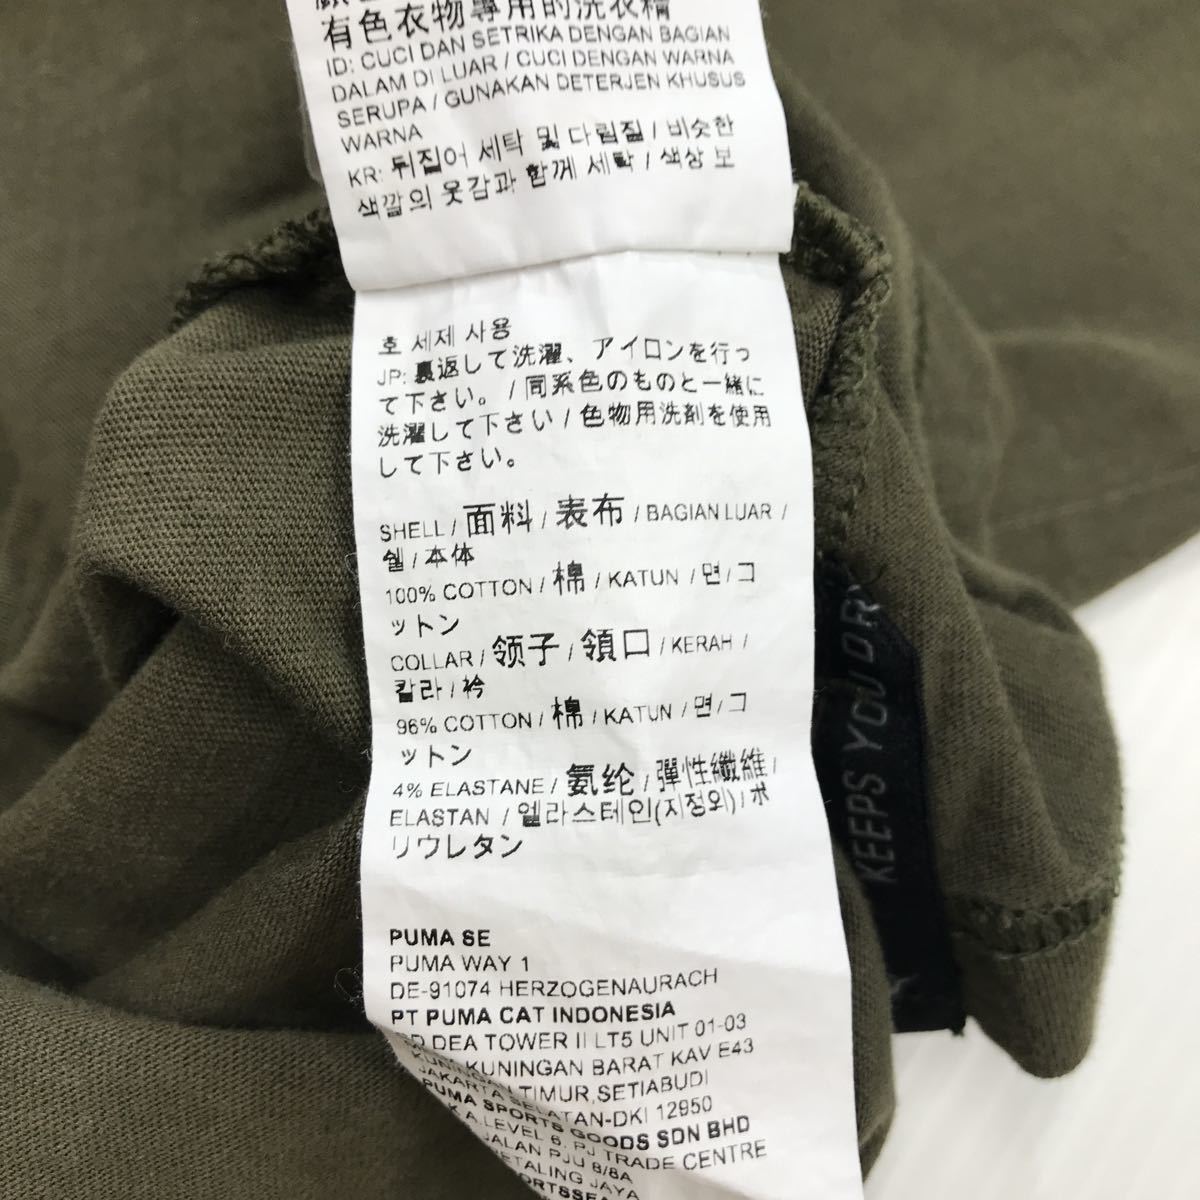 有色衣物專用的洗衣精
ID: CUCI DAN SETRIKA DENGAN BAGIAN
DALAM DI LUAR / CUCI DENGAN WARNA
SERUPA / GUNAKAN DETERJEN KHUSUS
WARNA
KR: 뒤집어 세탁 및 다림질 / 비슷한
색깔의 옷감과 함께 세탁 / 색상 보
호 세제 사용
JP: 裏返して洗濯、アイロンを行っ
て下さい。/ 同系色のものと一緒に
洗濯して下さい / 色物用洗剤を使用
して下さい。
SHELL / 面料 / 表布 / BAGIAN LUAR /
쉘 / 本体
100% COTTON / 棉 / KATUN / 면 / コ
ットン
COLLAR / 领子 / 領口 / KERAH /
칼라 / 衿
96% COTTON / 棉 / KATUN / 면 / コ
ットン
4% ELASTANE / 氨纶 / 彈性纖維 /
ELASTAN / 엘라스테인(지정외) / ポ
リウレタン
PUMA SE
PUMA WAY 1
DE-91074 HERZOGENAURACH
PT PUMA CAT INDONESIA
DEA TOWER II LT5 UNIT 01-03
KUNINGAN BARAT KAV E43
TIMUR,SETIABUDI
JAKARTA SELATAN-DKI 12950
PUMA SPORTS GOODS SDN BHD
A,LEVEL 6, PJ TRADE CENTRE
JALAN PJU 8/8A
JAYA
KEEPS YOU DRY